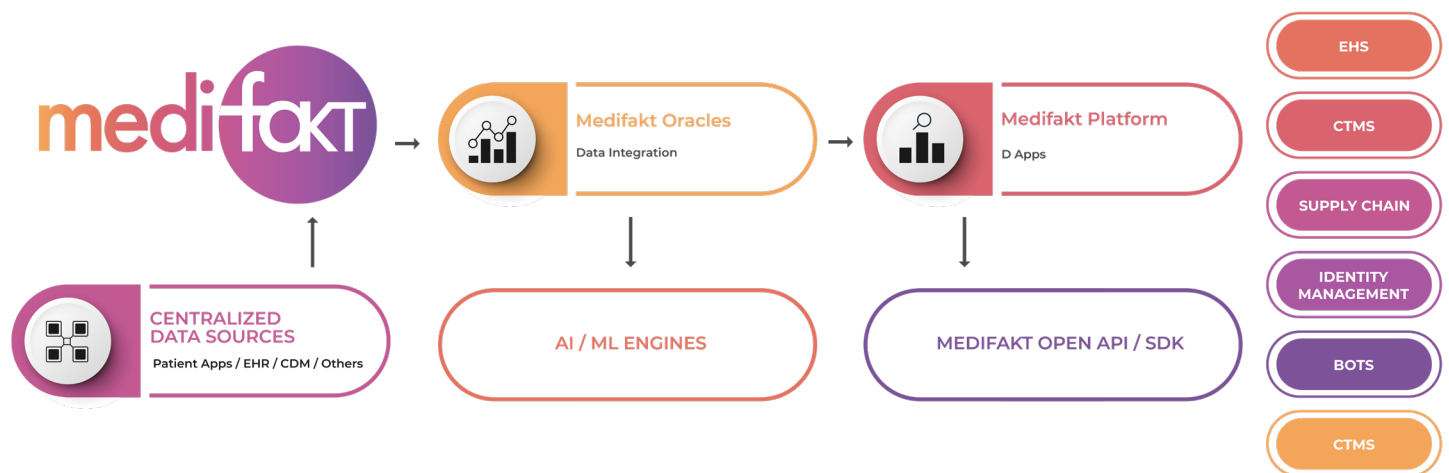 medifakt
Medifakt Oracles
Data Integration
Medifakt Platform
D Apps
CENTRALIZED
DATA SOURCES
Patient Apps / EHR / CDM / Others
AI / ML ENGINES
MEDIFAKT OPEN API / SDK
EHS
CTMS
SUPPLY CHAIN
IDENTITY
MANAGEMENT
BOTS
CTMS